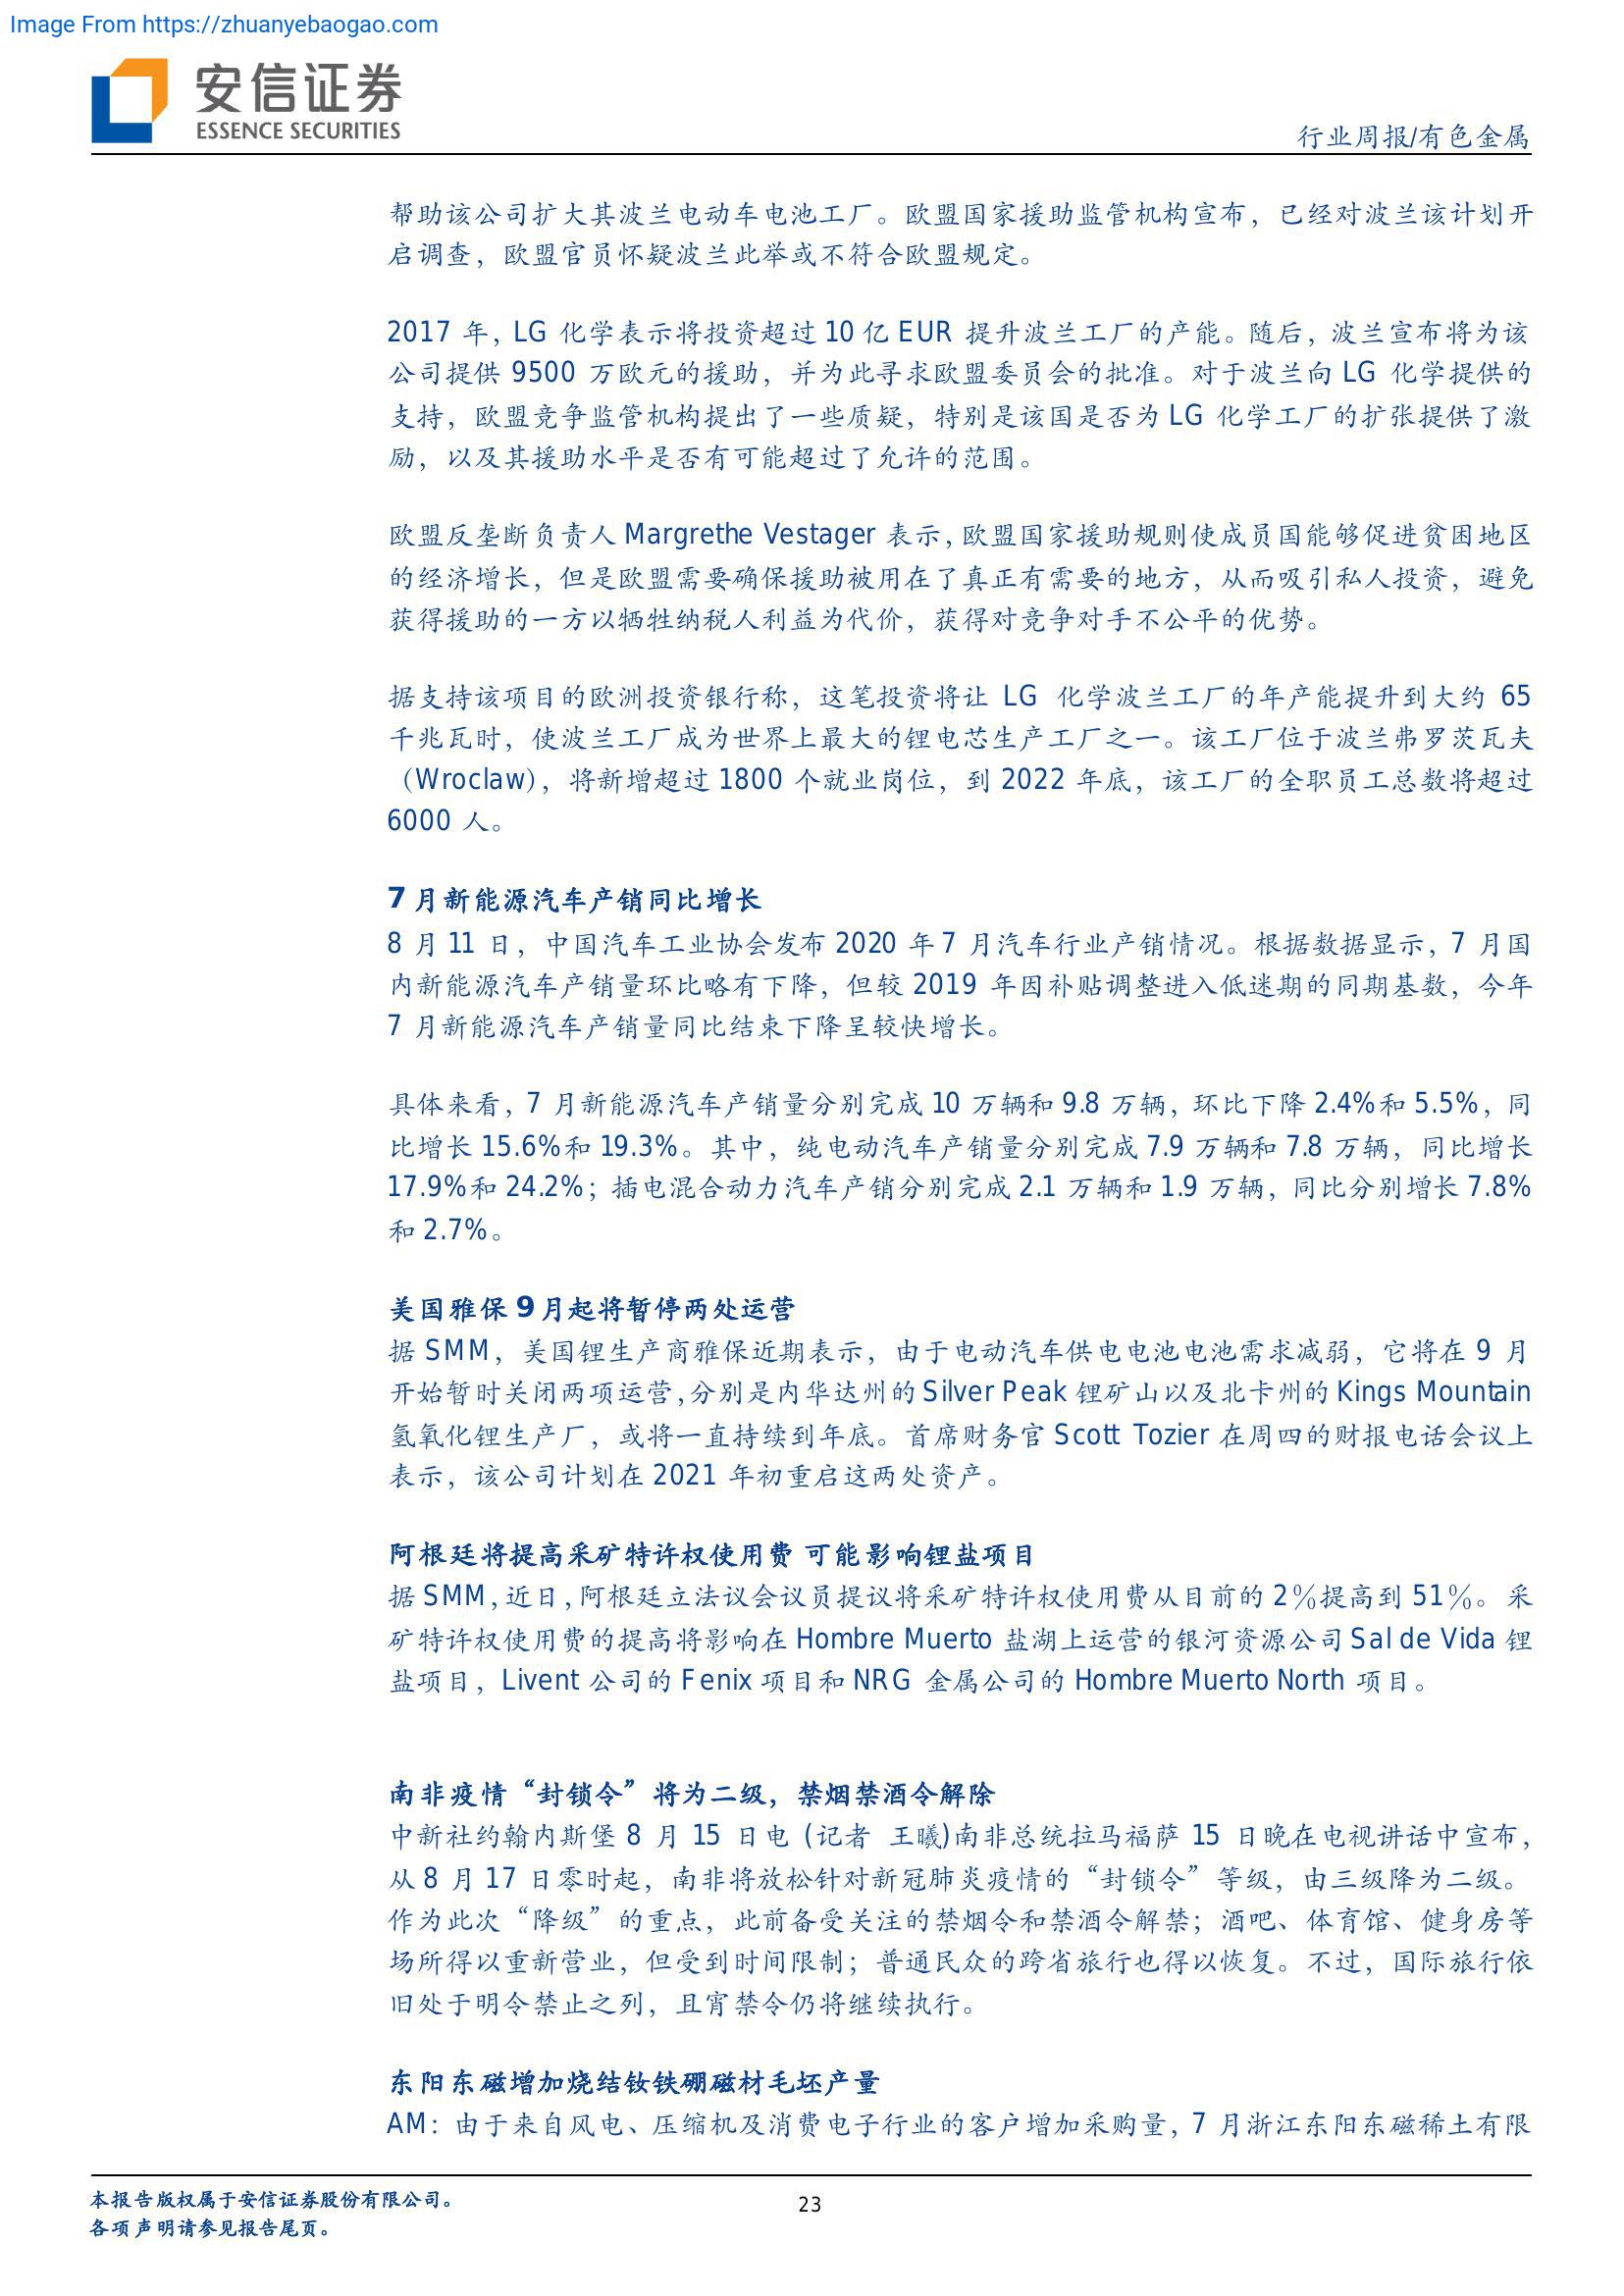 Image From https://zhuanyebaogao.com
安信证券
ESSENCE SECURITIES
行业周报/有色金属
帮助该公司扩大其波兰电动车电池工厂。欧盟国家援助监管机构宣布，已经对波兰该计划开
启调查，欧盟官员怀疑波兰此举或不符合欧盟规定。
2017 年，LG 化学表示将投资超过 10 亿 EUR 提升波兰工厂的产能。随后，波兰宣布将为该
公司提供 9500 万欧元的援助，并为此寻求欧盟委员会的批准。对于波兰向 LG 化学提供的
支持，欧盟竞争监管机构提出了一些质疑，特别是该国是否为 LG 化学工厂的扩张提供了激
励，以及其援助水平是否有可能超过了允许的范围。
欧盟反垄断负责人 Margrethe Vestager 表示，欧盟国家援助规则使成员国能够促进贫困地区
的经济增长，但是欧盟需要确保援助被用在了真正有需要的地方，从而吸引私人投资，避免
获得援助的一方以牺牲纳税人利益为代价，获得对竞争对手不公平的优势。
据支持该项目的欧洲投资银行称，这笔投资将让 LG 化学波兰工厂的年产能提升到大约 65
千兆瓦时，使波兰工厂成为世界上最大的锂电芯生产工厂之一。该工厂位于波兰弗罗茨瓦夫
（Wroclaw），将新增超过 1800 个就业岗位，到 2022 年底，该工厂的全职员工总数将超过
6000 人。
7 月新能源汽车产销同比增长
8 月 11 日，中国汽车工业协会发布 2020 年 7 月汽车行业产销情况。根据数据显示，7 月国
内新能源汽车产销量环比略有下降，但较 2019 年因补贴调整进入低迷期的同期基数，今年
7 月新能源汽车产销量同比结束下降呈较快增长。
具体来看，7 月新能源汽车产销量分别完成 10 万辆和 9.8 万辆，环比下降 2.4%和 5.5%，同
比增长 15.6%和 19.3%。其中，纯电动汽车产销量分别完成 7.9 万辆和 7.8 万辆，同比增长
17.9%和 24.2%；插电混合动力汽车产销分别完成 2.1 万辆和 1.9 万辆，同比分别增长 7.8%
和 2.7%。
美国雅保 9 月起将暂停两处运营
据 SMM，美国锂生产商雅保近期表示，由于电动汽车供电电池电池需求减弱，它将在 9 月
开始暂时关闭两项运营，分别是内华达州的 Silver Peak 锂矿山以及北卡州的 Kings Mountain
氢氧化锂生产厂，或将一直持续到年底。首席财务官 Scott Tozier 在周四的财报电话会议上
表示，该公司计划在 2021 年初重启这两处资产。
阿根廷将提高采矿特许权使用费 可能影响锂盐项目
据 SMM，近日，阿根廷立法议会议员提议将采矿特许权使用费从目前的 2％提高到 51％。采
矿特许权使用费的提高将影响在 Hombre Muerto 盐湖上运营的银河资源公司 Sal de Vida 锂
盐项目，Livent 公司的 Fenix 项目和 NRG 金属公司的 Hombre Muerto North 项目。
南非疫情“封锁令”将为二级，禁烟禁酒令解除
中新社约翰内斯堡 8 月 15 日电 (记者 王曦)南非总统拉马福萨 15 日晚在电视讲话中宣布，
从 8 月 17 日零时起，南非将放松针对新冠肺炎疫情的“封锁令”等级，由三级降为二级。
作为此次“降级”的重点，此前备受关注的禁烟令和禁酒令解禁；酒吧、体育馆、健身房等
场所得以重新营业，但受到时间限制；普通民众的跨省旅行也得以恢复。不过，国际旅行依
旧处于明令禁止之列，且宵禁令仍将继续执行。
东阳东磁增加烧结钕铁硼磁材毛坯产量
AM：由于来自风电、压缩机及消费电子行业的客户增加采购量，7 月浙江东阳东磁稀土有限
本报告版权属于安信证券股份有限公司。
23
各项声明请参见报告尾页。